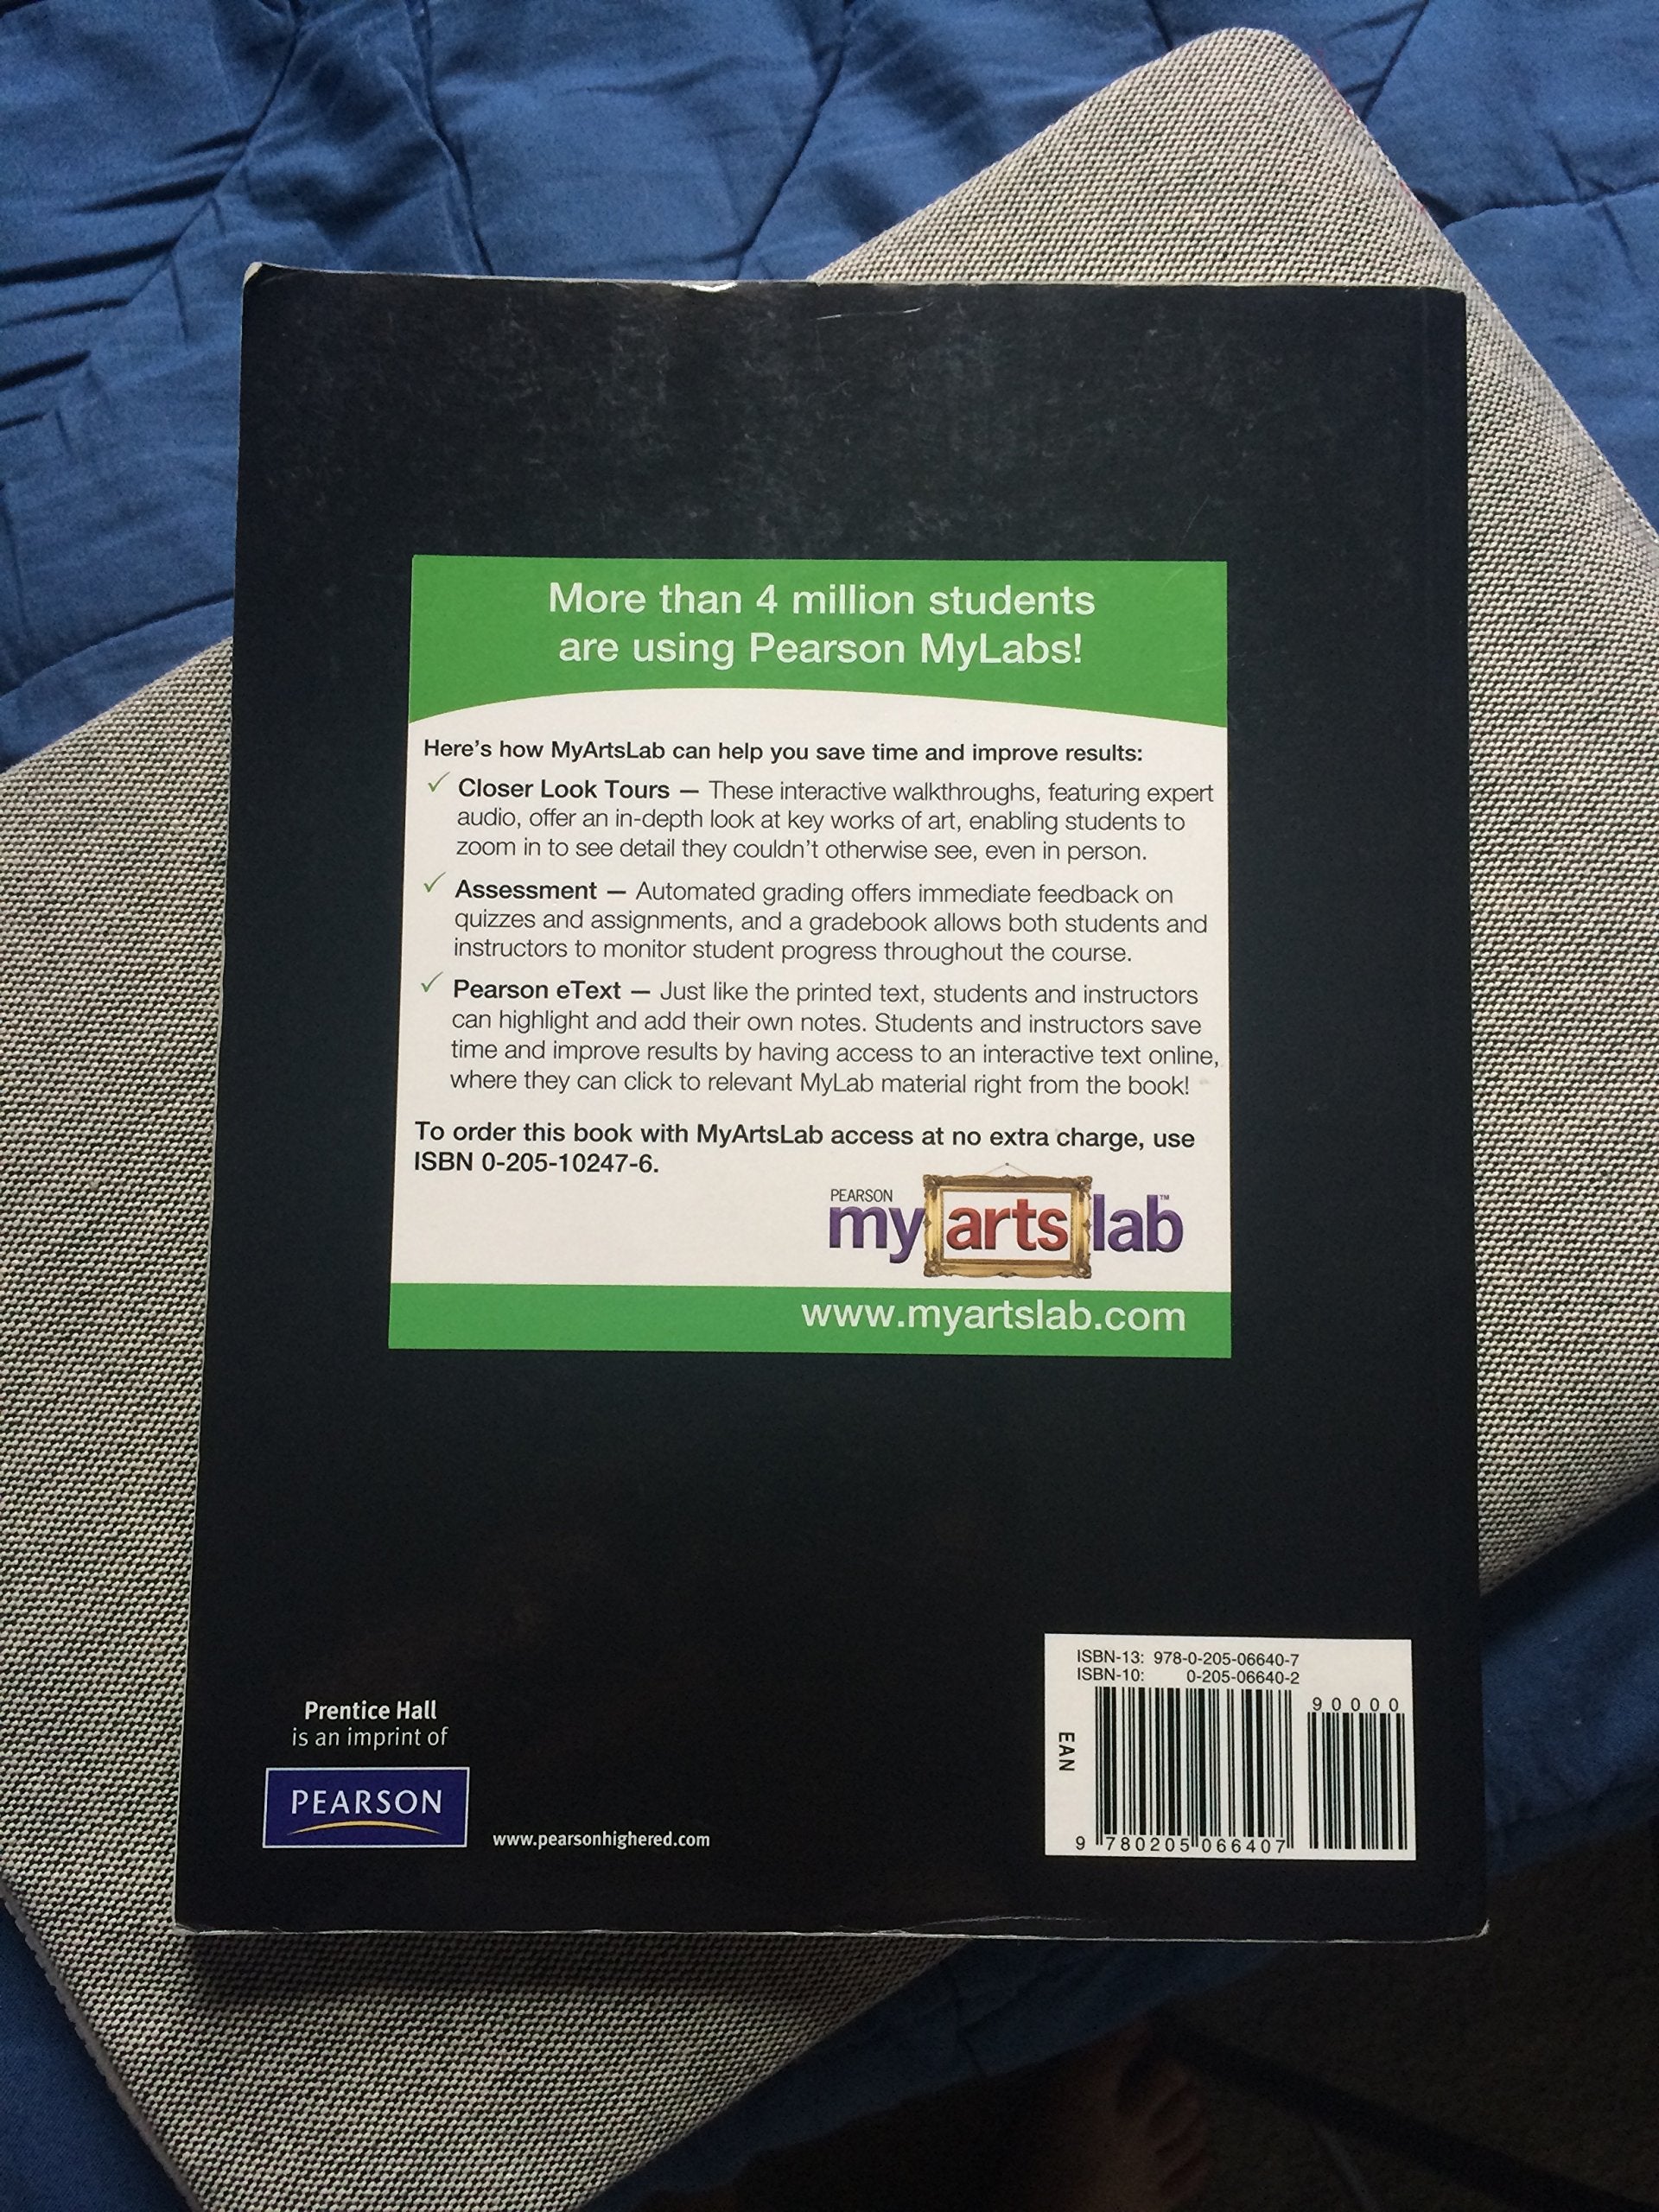 More than 4 million students
are using Pearson MyLabs!
Here's how MyArtsLab can help you save time and improve results:
✓ Closer Look Tours — These interactive walkthroughs, featuring expert
audio, offer an in-depth look at key works of art, enabling students to
zoom in to see detail they couldn't otherwise see, even in person.
✓ Assessment — Automated grading offers immediate feedback on
quizzes and assignments, and a gradebook allows both students and
instructors to monitor student progress throughout the course.
✓ Pearson eText — Just like the printed text, students and instructors
can highlight and add their own notes. Students and instructors save
time and improve results by having access to an interactive text online,
where they can click to relevant MyLab material right from the book!
To order this book with MyArtsLab access at no extra charge, use
ISBN 0-205-10247-6.
PEARSON
my arts lab™
www.myartslab.com
Prentice Hall
is an imprint of
PEARSON
www.pearsonhighered.com
ISBN-13: 978-0-205-06640-7
ISBN-10: 0-205-06640-2
90000
EAN
9 780205 066407